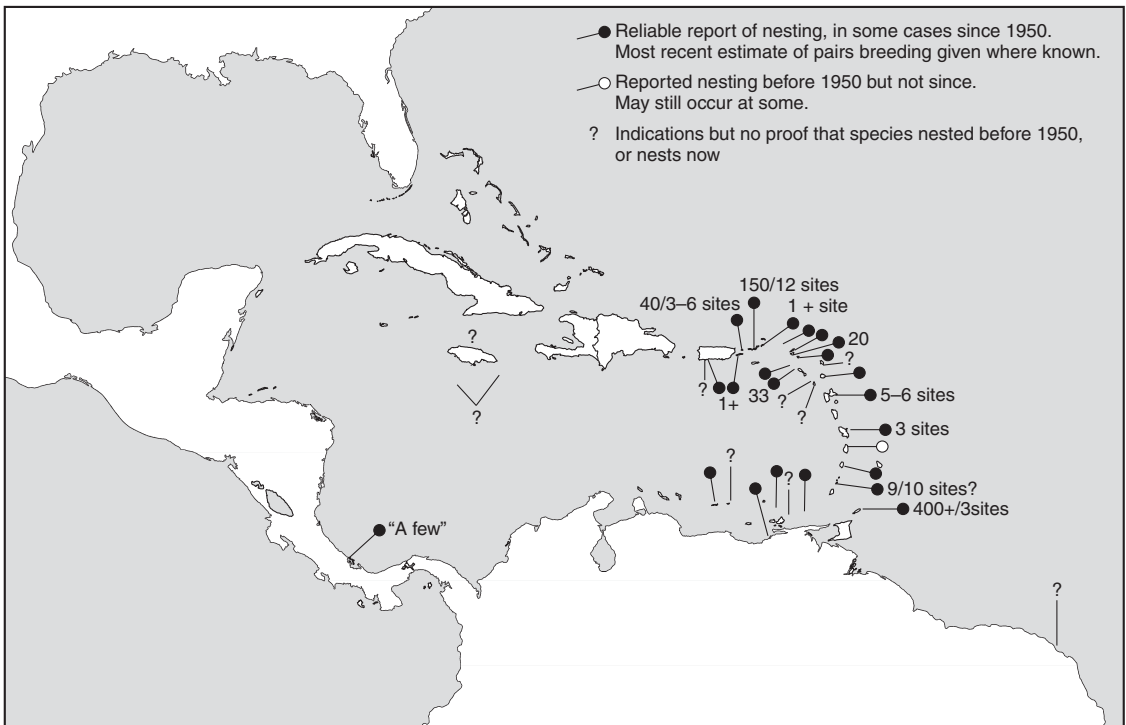 Reliable report of nesting, in some cases since 1950.
Most recent estimate of pairs breeding given where known.
Reported nesting before 1950 but not since.
May still occur at some.
? Indications but no proof that species nested before 1950,
or nests now
150/12 sites
40/3–6 sites
1 + site
20
?
?
?
1+
33
?
?
?
5–6 sites
3 sites
?
?
9/10 sites?
400+/3sites
“A few”
?